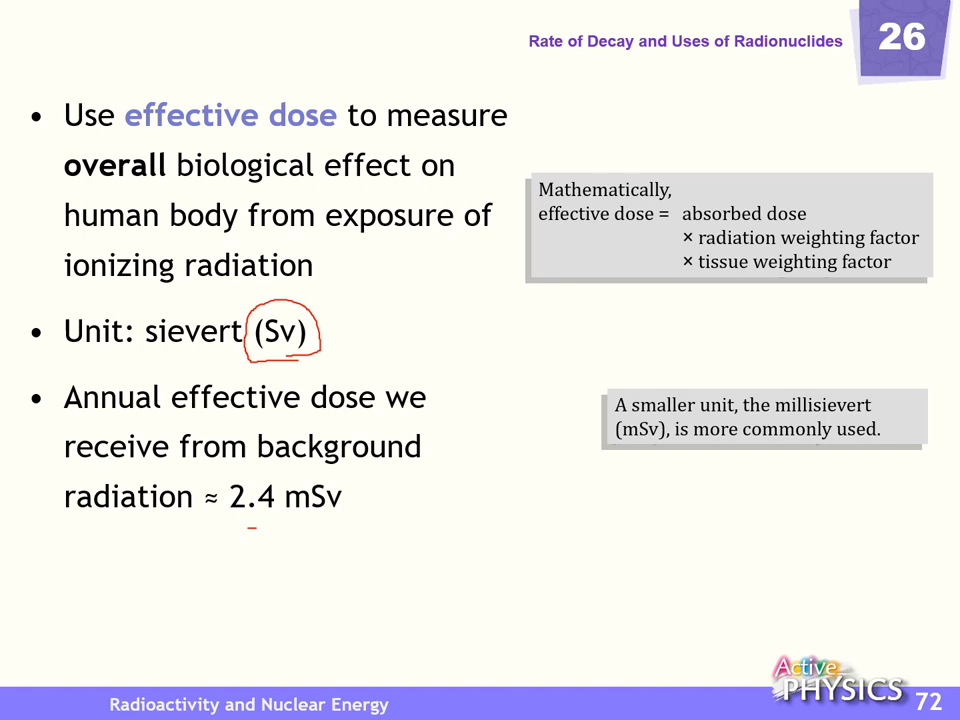 Rate of Decay and Uses of Radionuclides
26
• Use effective dose to measure
overall biological effect on
human body from exposure of
ionizing radiation
Mathematically,
effective dose = absorbed dose
× radiation weighting factor
× tissue weighting factor
• Unit: sievert (Sv)
• Annual effective dose we
receive from background
radiation ≈ 2.4 mSv
A smaller unit, the millisievert
(mSv), is more commonly used.
Active
PHYSICS
Radioactivity and Nuclear Energy
72